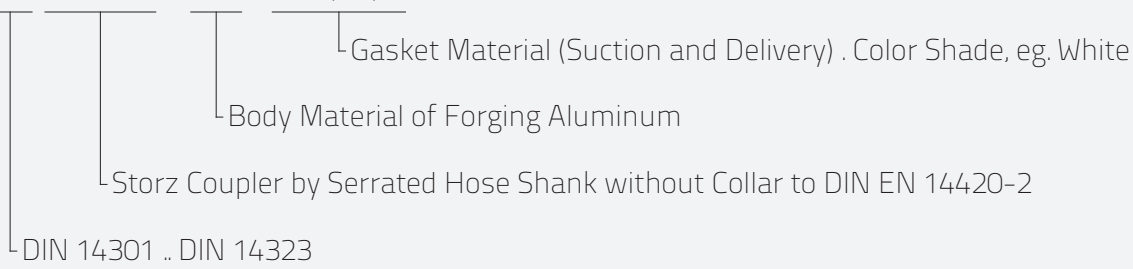 Gasket Material (Suction and Delivery) . Color Shade, eg. White
Body Material of Forging Aluminum
Storz Coupler by Serrated Hose Shank without Collar to DIN EN 14420-2
DIN 14301 .. DIN 14323